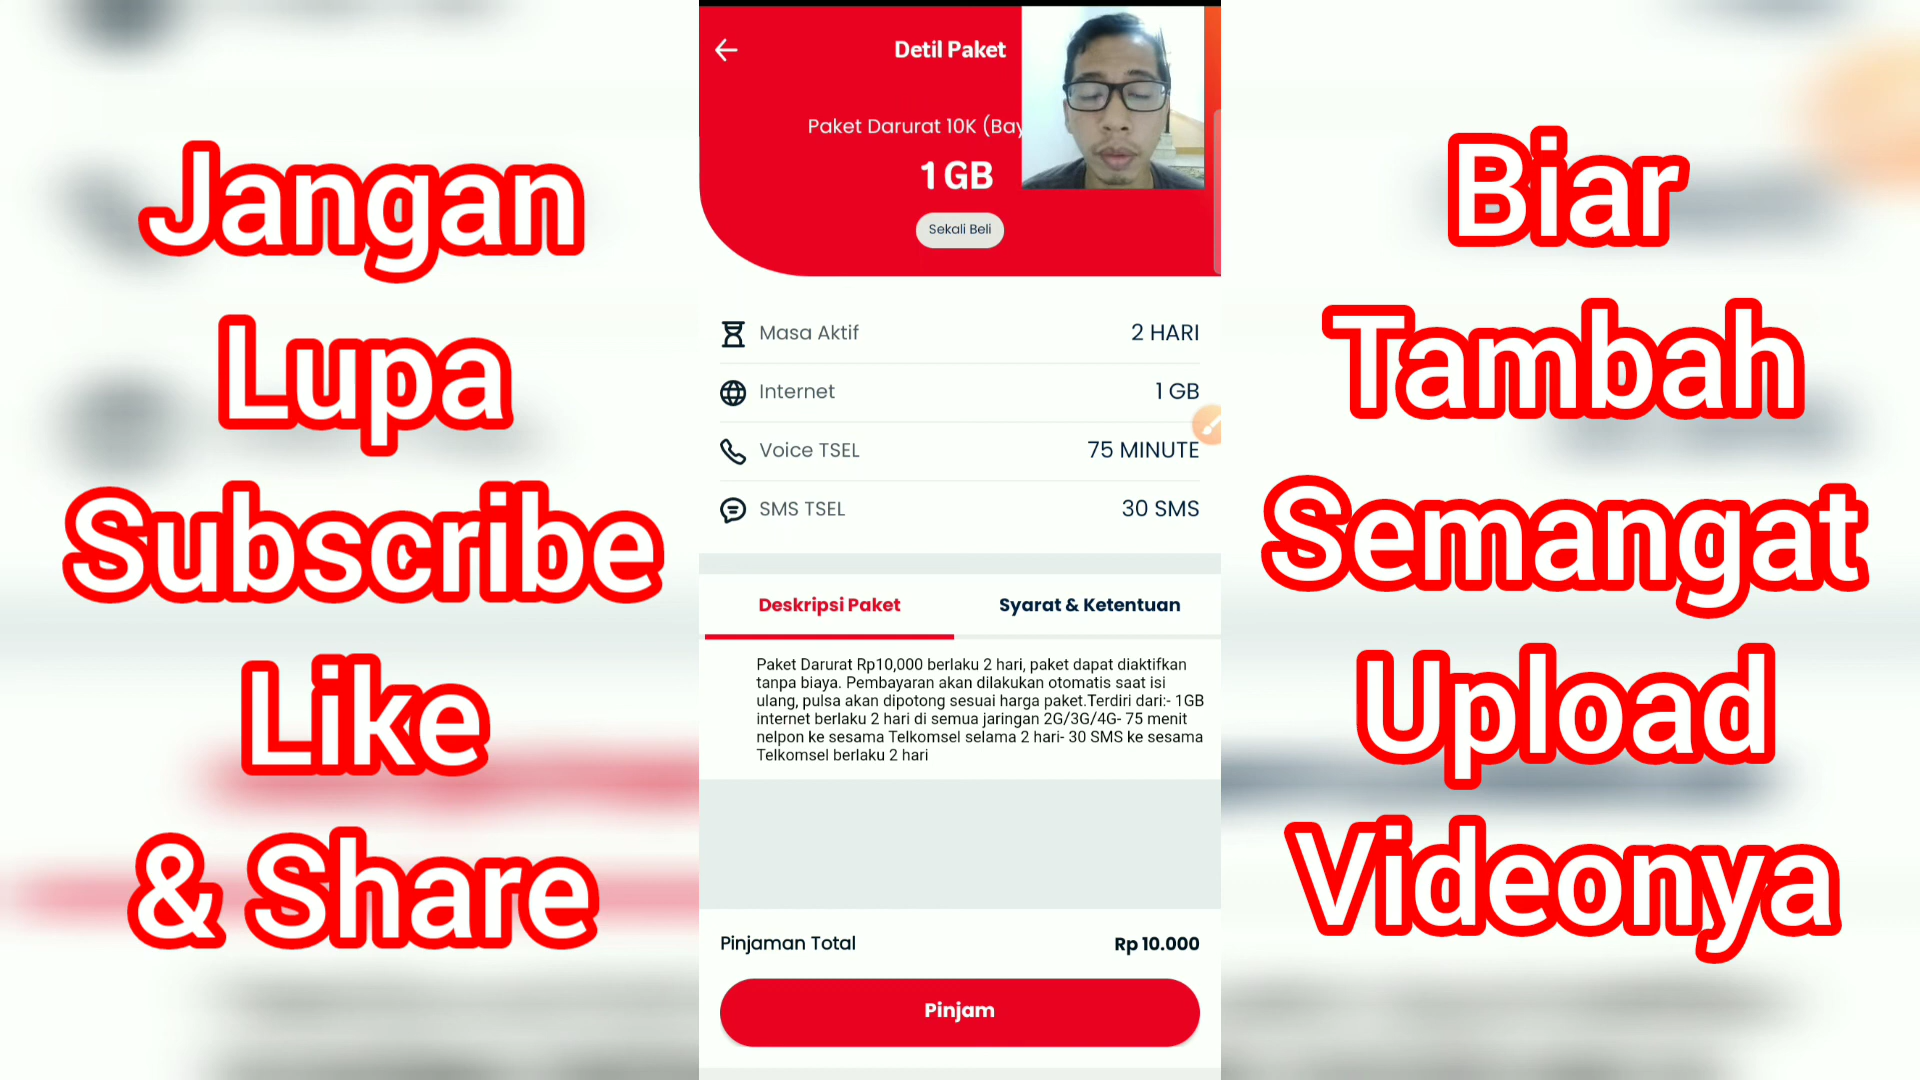 Jangan
Lupa
Subscribe
Like
& Share
Detil Paket
Paket Darurat 10K (Bay
1 GB
Sekali Beli
Masa Aktif 2 HARI
Internet 1 GB
Voice TSEL 75 MINUTE
SMS TSEL 30 SMS
Deskripsi Paket Syarat & Ketentuan
Paket Darurat Rp10,000 berlaku 2 hari, paket dapat diaktifkan
tanpa biaya. Pembayaran akan dilakukan otomatis saat isi
ulang, pulsa akan dipotong sesuai harga paket.Terdiri dari:- 1GB
internet berlaku 2 hari di semua jaringan 2G/3G/4G- 75 menit
nelpon ke sesama Telkomsel selama 2 hari- 30 SMS ke sesama
Telkomsel berlaku 2 hari
Pinjaman Total Rp 10.000
Pinjam
Biar
Tambah
Semangat
Upload
Videonya